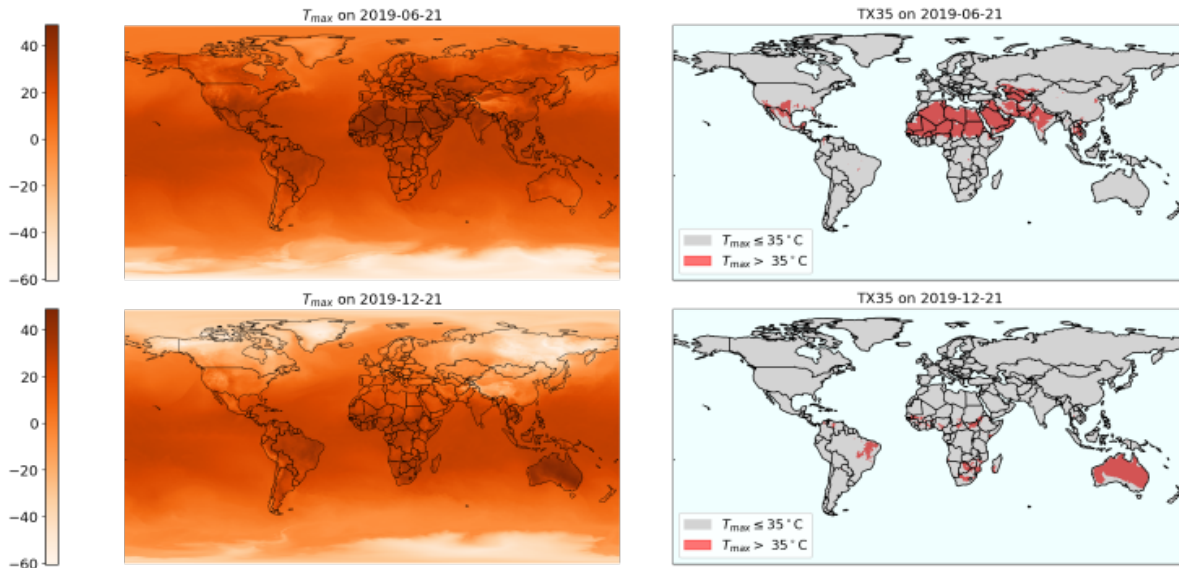 T_max on 2019-06-21
TX35 on 2019-06-21
40
20
0
−20
−40
−60
T_max ≤ 35°C
T_max > 35°C
T_max on 2019-12-21
TX35 on 2019-12-21
40
20
0
−20
−40
−60
T_max ≤ 35°C
T_max > 35°C